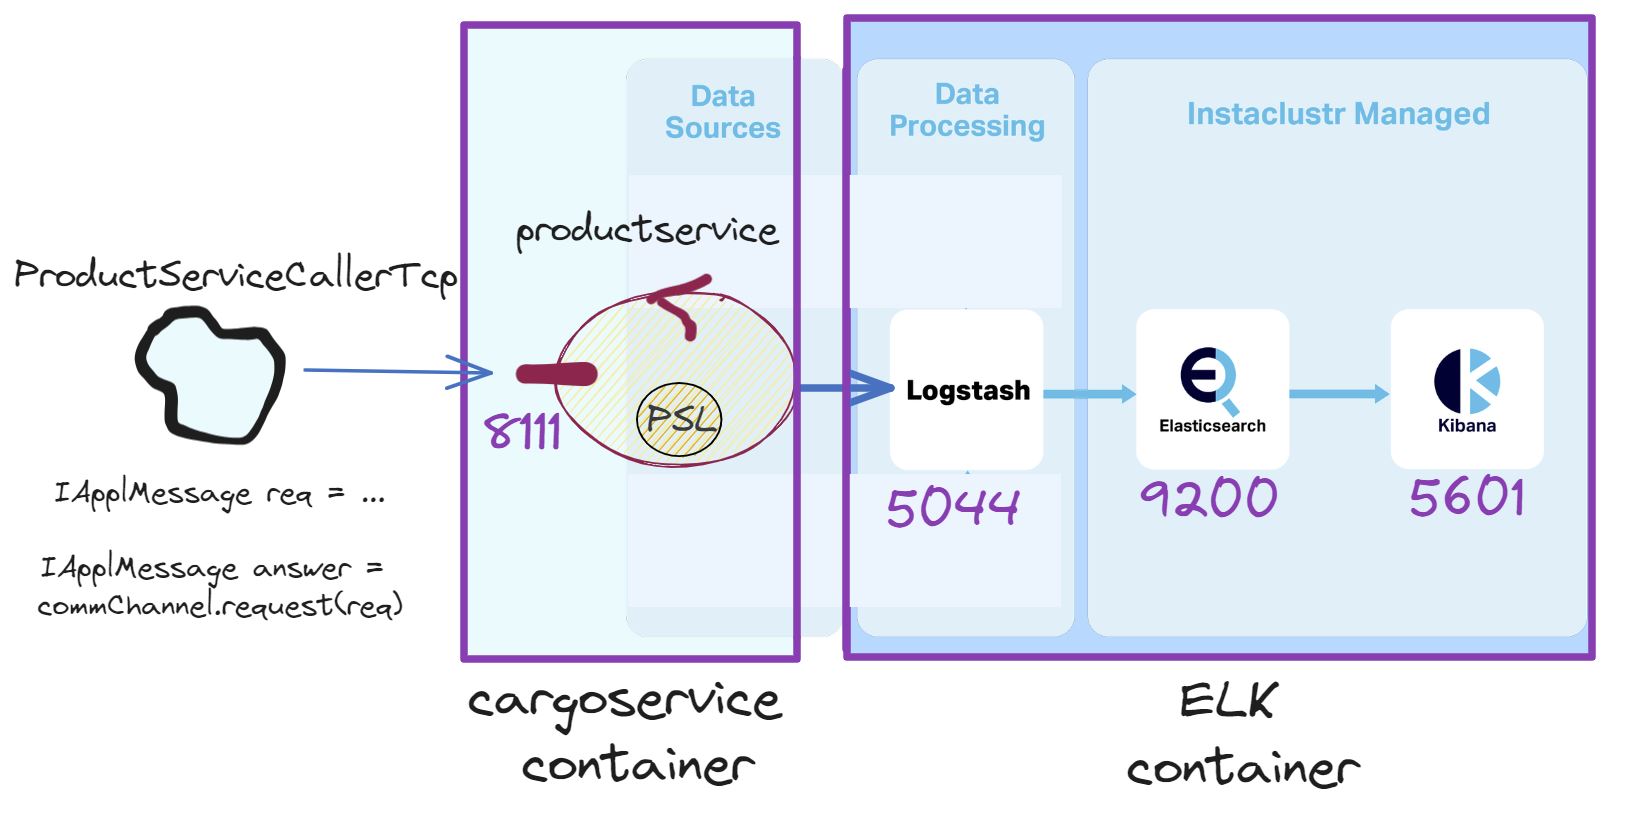 Data
Sources
Data
Processing
Instaclustr Managed
productservice
ProductServiceCallerTcp
8111
PSL
Logstash
Elasticsearch
Kibana
5044
9200
5601
IApplMessage req = ...
IApplMessage answer =
commChannel.request(req)
cargoservice
container
ELK
container